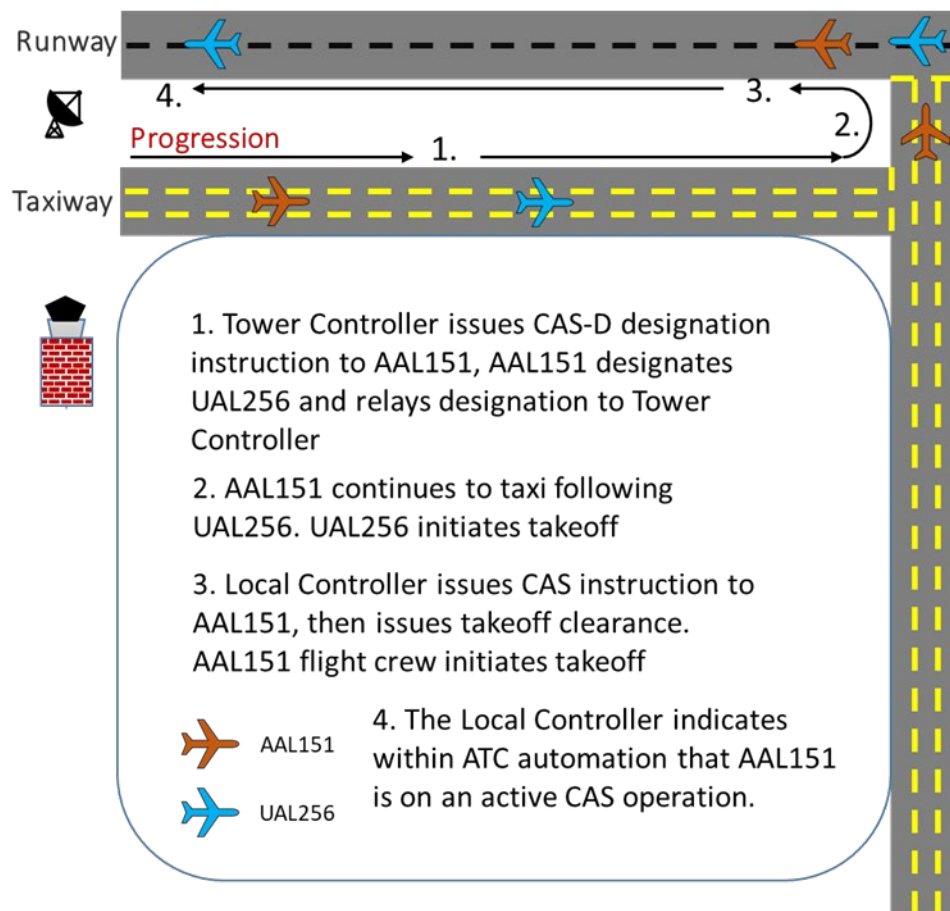 Runway
4.
3.
2.
Progression
1.
Taxiway
1. Tower Controller issues CAS-D designation
instruction to AAL151, AAL151 designates
UAL256 and relays designation to Tower
Controller
2. AAL151 continues to taxi following
UAL256. UAL256 initiates takeoff
3. Local Controller issues CAS instruction to
AAL151, then issues takeoff clearance.
AAL151 flight crew initiates takeoff
AAL151
UAL256
4. The Local Controller indicates
within ATC automation that AAL151
is on an active CAS operation.